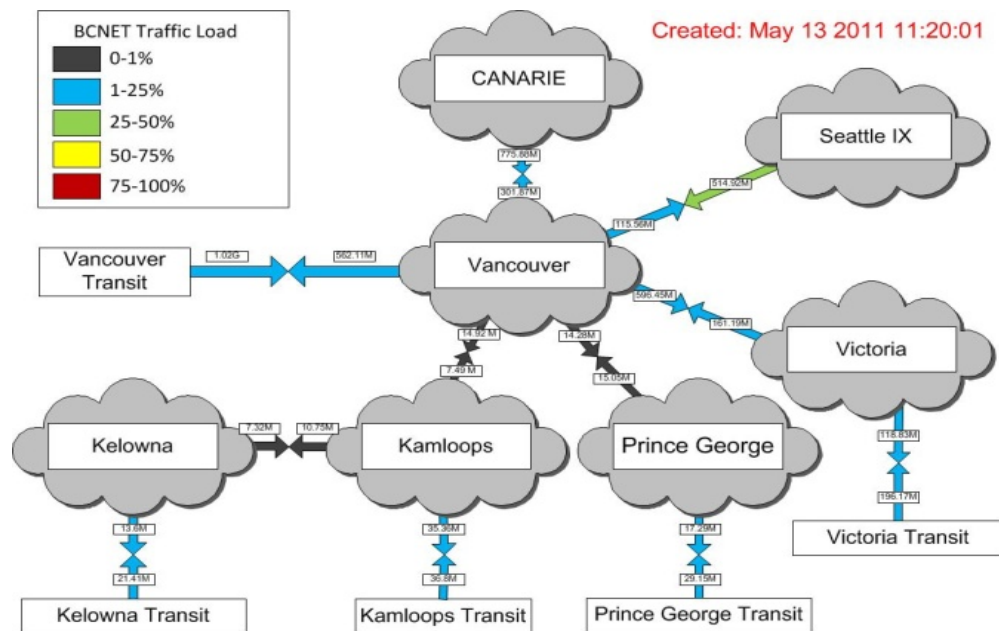 BCNET Traffic Load
0-1%
1-25%
25-50%
50-75%
75-100%
Created: May 13 2011 11:20:01
CANARIE
Seattle IX
775.88M
301.87M
514.92M
115.56M
Vancouver
Transit
1.02G
562.11M
Vancouver
596.45M
161.19M
Victoria
14.92 M
7.49 M
14.28M
15.05M
Kelowna
7.32M
10.75M
Kamloops
Prince George
118.83M
196.17M
Victoria Transit
13.6M
21.41M
35.36M
36.8M
17.29M
29.15M
Kelowna Transit
Kamloops Transit
Prince George Transit